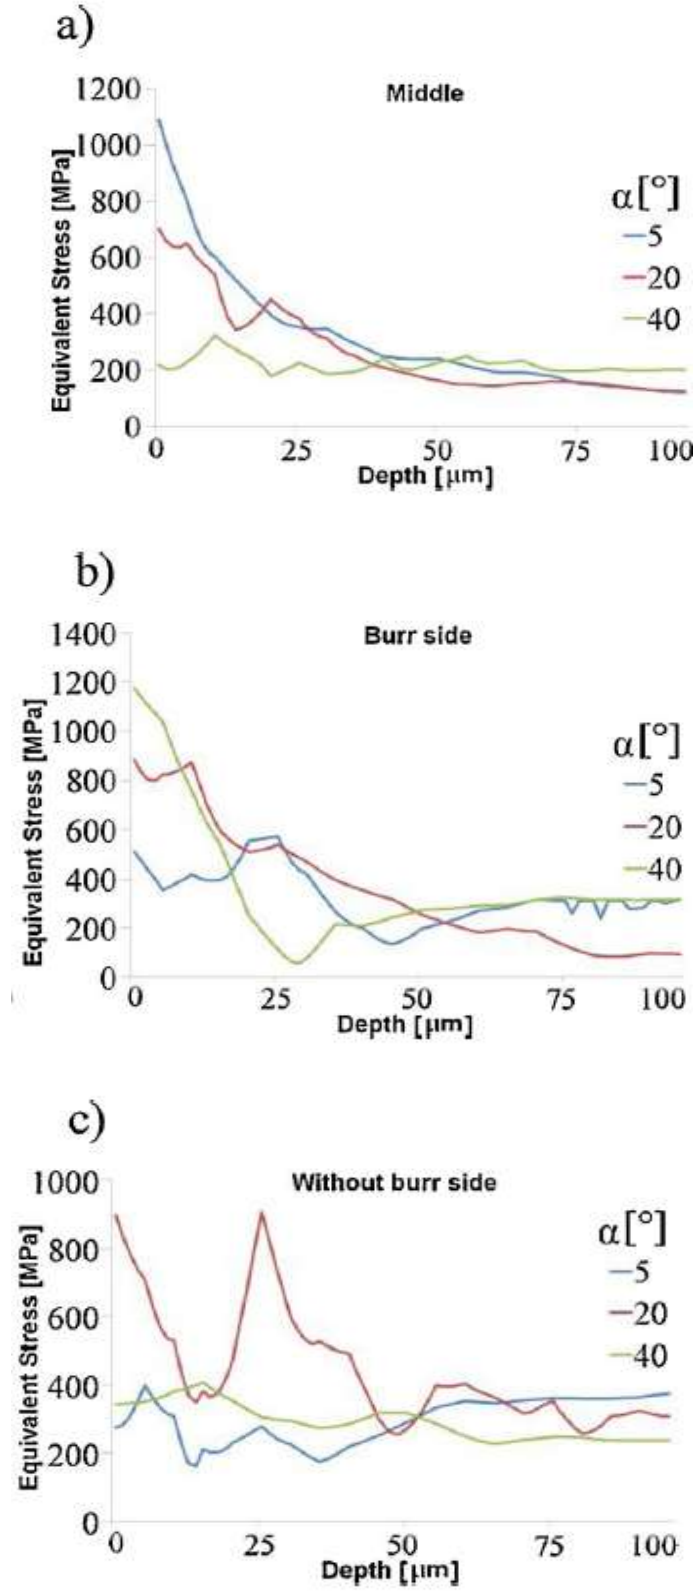 a)
Middle
1200
1000
800
600
400
200
0
Equivalent Stress [MPa]
α[°]
5
20
40
0 25 50 75 100
Depth [μm]
b)
Burr side
1400
1200
1000
800
600
400
200
0
Equivalent Stress [MPa]
α[°]
5
20
40
0 25 50 75 100
Depth [μm]
c)
Without burr side
1000
800
600
400
200
0
Equivalent Stress [MPa]
α[°]
5
20
40
0 25 50 75 100
Depth [μm]